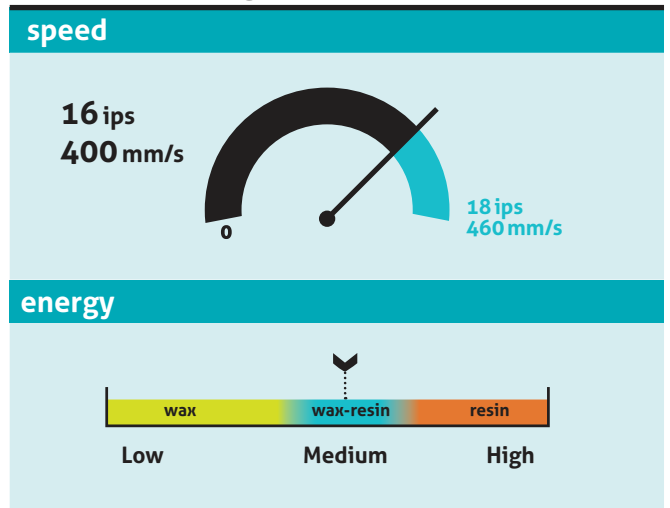 speed
16 ips
400 mm/s
0
18 ips
460 mm/s
energy
wax wax-resin resin
Low Medium High